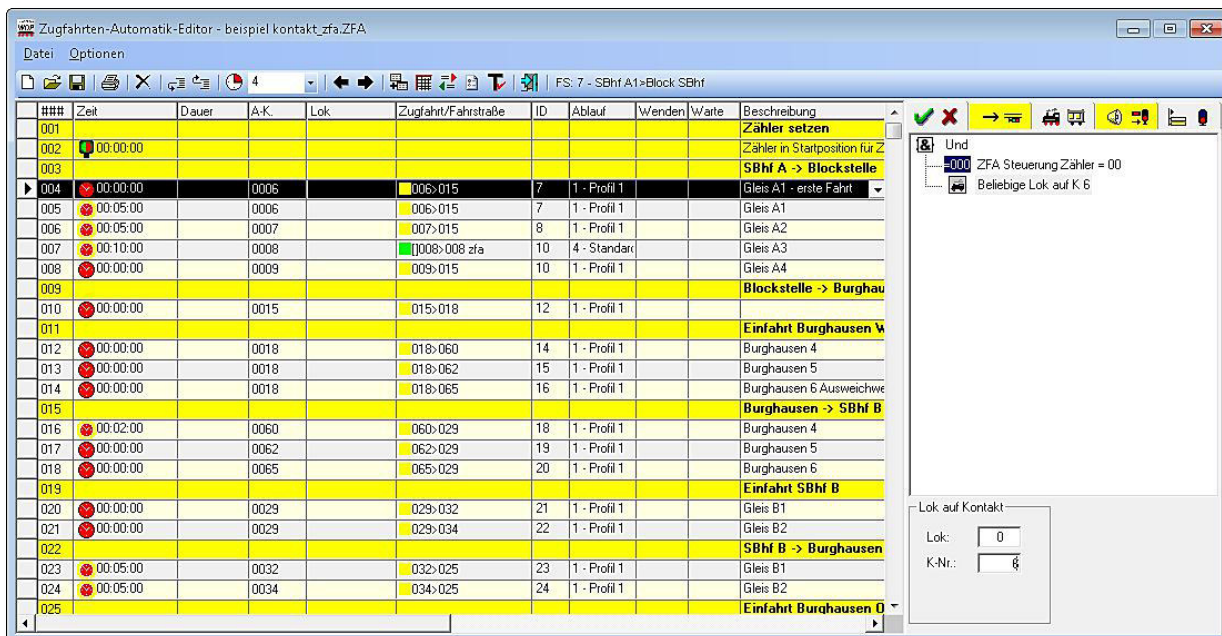 Zugfahrten-Automatik-Editor - beispiel kontakt_zfa.ZFA
Datei Optionen
4 FS: 7 - SBhf A1>Block SBhf
### Zeit Dauer A-K. Lok Zugfahrt/Fahrstraße ID Ablauf Wenden Warte Beschreibung
001 Zähler setzen
002 00:00:00 Zähler in Startposition für Z
003 SBhf A -> Blockstelle
004 00:00:00 0006 006>015 7 1 - Profil 1 Gleis A1 - erste Fahrt
005 00:05:00 0006 006>015 7 1 - Profil 1 Gleis A1
006 00:05:00 0007 007>015 8 1 - Profil 1 Gleis A2
007 00:10:00 0008 []008>008 zfa 10 4 - Standard Gleis A3
008 00:00:00 0009 009>015 10 1 - Profil 1 Gleis A4
009 Blockstelle -> Burghau
010 00:00:00 0015 015>018 12 1 - Profil 1
011 Einfahrt Burghausen W
012 00:00:00 0018 018>060 14 1 - Profil 1 Burghausen 4
013 00:00:00 0018 018>062 15 1 - Profil 1 Burghausen 5
014 00:00:00 0018 018>065 16 1 - Profil 1 Burghausen 6 Ausweichwe
015 Burghausen -> SBhf B
016 00:02:00 0060 060>029 18 1 - Profil 1 Burghausen 4
017 00:00:00 0062 062>029 19 1 - Profil 1 Burghausen 5
018 00:00:00 0065 065>029 20 1 - Profil 1 Burghausen 6
019 Einfahrt SBhf B
020 00:00:00 0029 029>032 21 1 - Profil 1 Gleis B1
021 00:00:00 0029 029>034 22 1 - Profil 1 Gleis B2
022 SBhf B -> Burghausen
023 00:05:00 0032 032>025 23 1 - Profil 1 Gleis B1
024 00:05:00 0034 034>025 24 1 - Profil 1 Gleis B2
025 Einfahrt Burghausen O
& Und
=000 ZFA Steuerung Zähler = 00
Beliebige Lok auf K 6
Lok auf Kontakt
Lok: 0
K-Nr.: 6